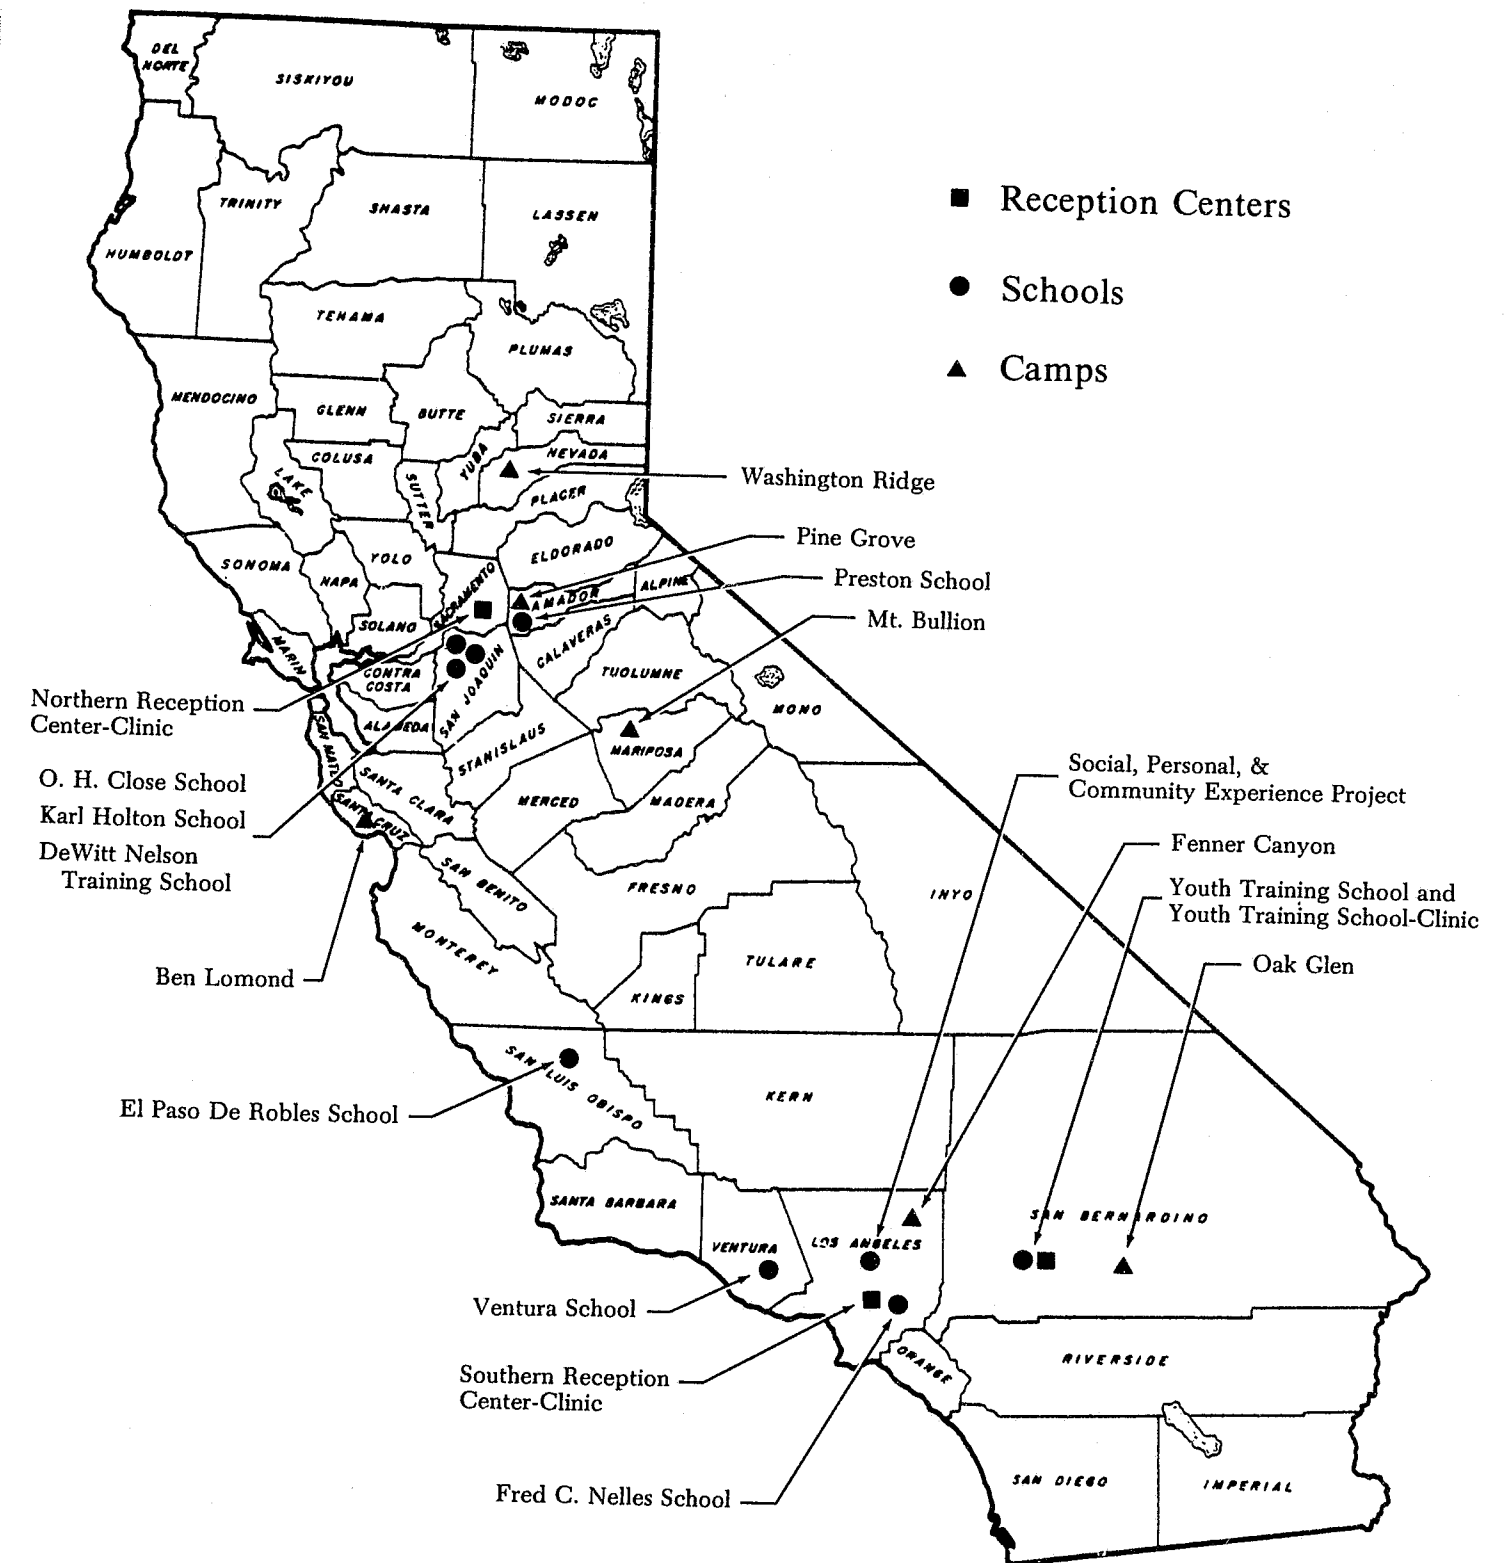 DEL
NORTE
SISKIYOU
MODOC
TRINITY
SHASTA
LASSEN
HUMBOLDT
Reception Centers
Schools
Camps
TEHAMA
PLUMAS
MENDOCINO
GLENN
BUTTE
SIERRA
COLUSA
YUBA
NEVADA
LAKE
SUTTER
PLACER
Washington Ridge
SONOMA
NAPA
YOLO
SACRAMENTO
ELDORADO
Pine Grove
AMADOR
ALPINE
Preston School
SOLANO
CALAVERAS
Mt. Bullion
MARIN
CONTRA
COSTA
SAN JOAQUIN
TUOLUMNE
MONO
Northern Reception
Center-Clinic
ALAMEDA
STANISLAUS
MARIPOSA
SAN MATEO
O. H. Close School
Karl Holton School
DeWitt Nelson
Training School
SANTA CLARA
SANTA CRUZ
MERCED
MADERA
Social, Personal, &
Community Experience Project
Fenner Canyon
SAN BENITO
FRESNO
INYO
Youth Training School and
Youth Training School-Clinic
MONTEREY
TULARE
Oak Glen
Ben Lomond
KINGS
SAN LUIS OBISPO
KERN
El Paso De Robles School
SANTA BARBARA
VENTURA
LOS ANGELES
SAN BERNARDINO
Ventura School
Southern Reception
Center-Clinic
ORANGE
RIVERSIDE
Fred C. Nelles School
SAN DIEGO
IMPERIAL